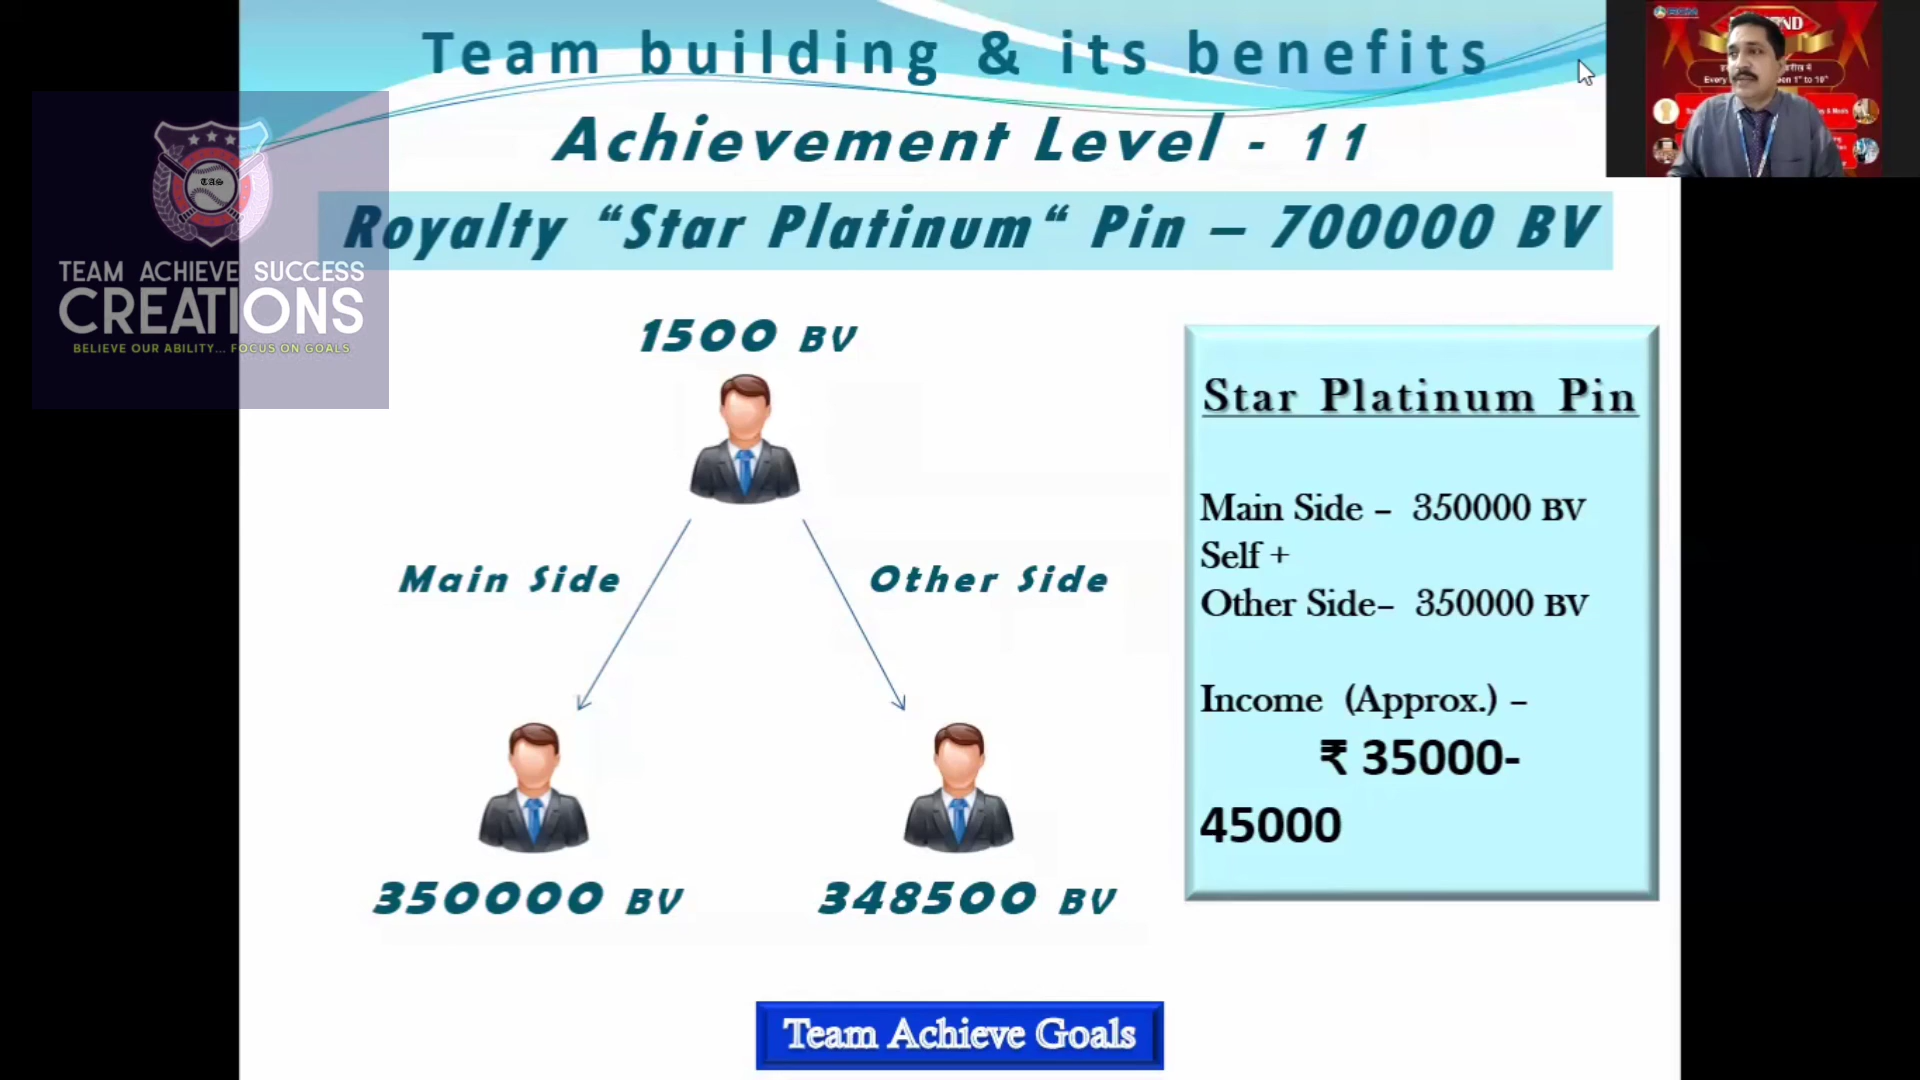 Team building & its benefits
Achievement Level - 11
Royalty “Star Platinum“ Pin – 700000 BV
TAS
TEAM ACHIEVE SUCCESS
CREATIONS
BELIEVE OUR ABILITY... FOCUS ON GOALS
1500 BV
Main Side
Other Side
350000 BV
348500 BV
Star Platinum Pin
Main Side – 350000 BV
Self +
Other Side– 350000 BV
Income (Approx.) –
₹ 35000-
45000
Team Achieve Goals